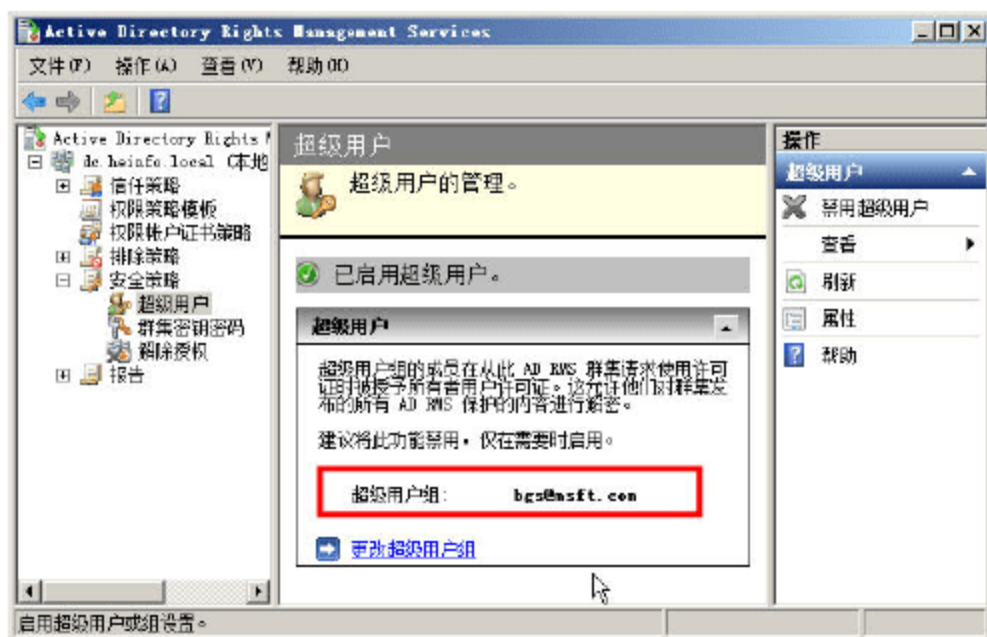 Active Directory Rights Management Services
文件(F) 操作(A) 查看(V) 帮助(H)
Active Directory Rights M
dc.heinfo.local (本地
信任策略
权限策略模板
权限帐户证书策略
排除策略
安全策略
超级用户
群集密钥密码
解除授权
报告
超级用户
超级用户的管理。
已启用超级用户。
超级用户
超级用户组的成员在从此 AD RMS 群集请求使用许可
证时被授予所有者用户许可证。这允许他们对群集发
布的所有 AD RMS 保护的内容进行解密。
建议将此功能禁用，仅在需要时启用。
超级用户组: bgs@msft.com
更改超级用户组
操作
超级用户
禁用超级用户
查看
刷新
属性
帮助
启用超级用户或组设置。